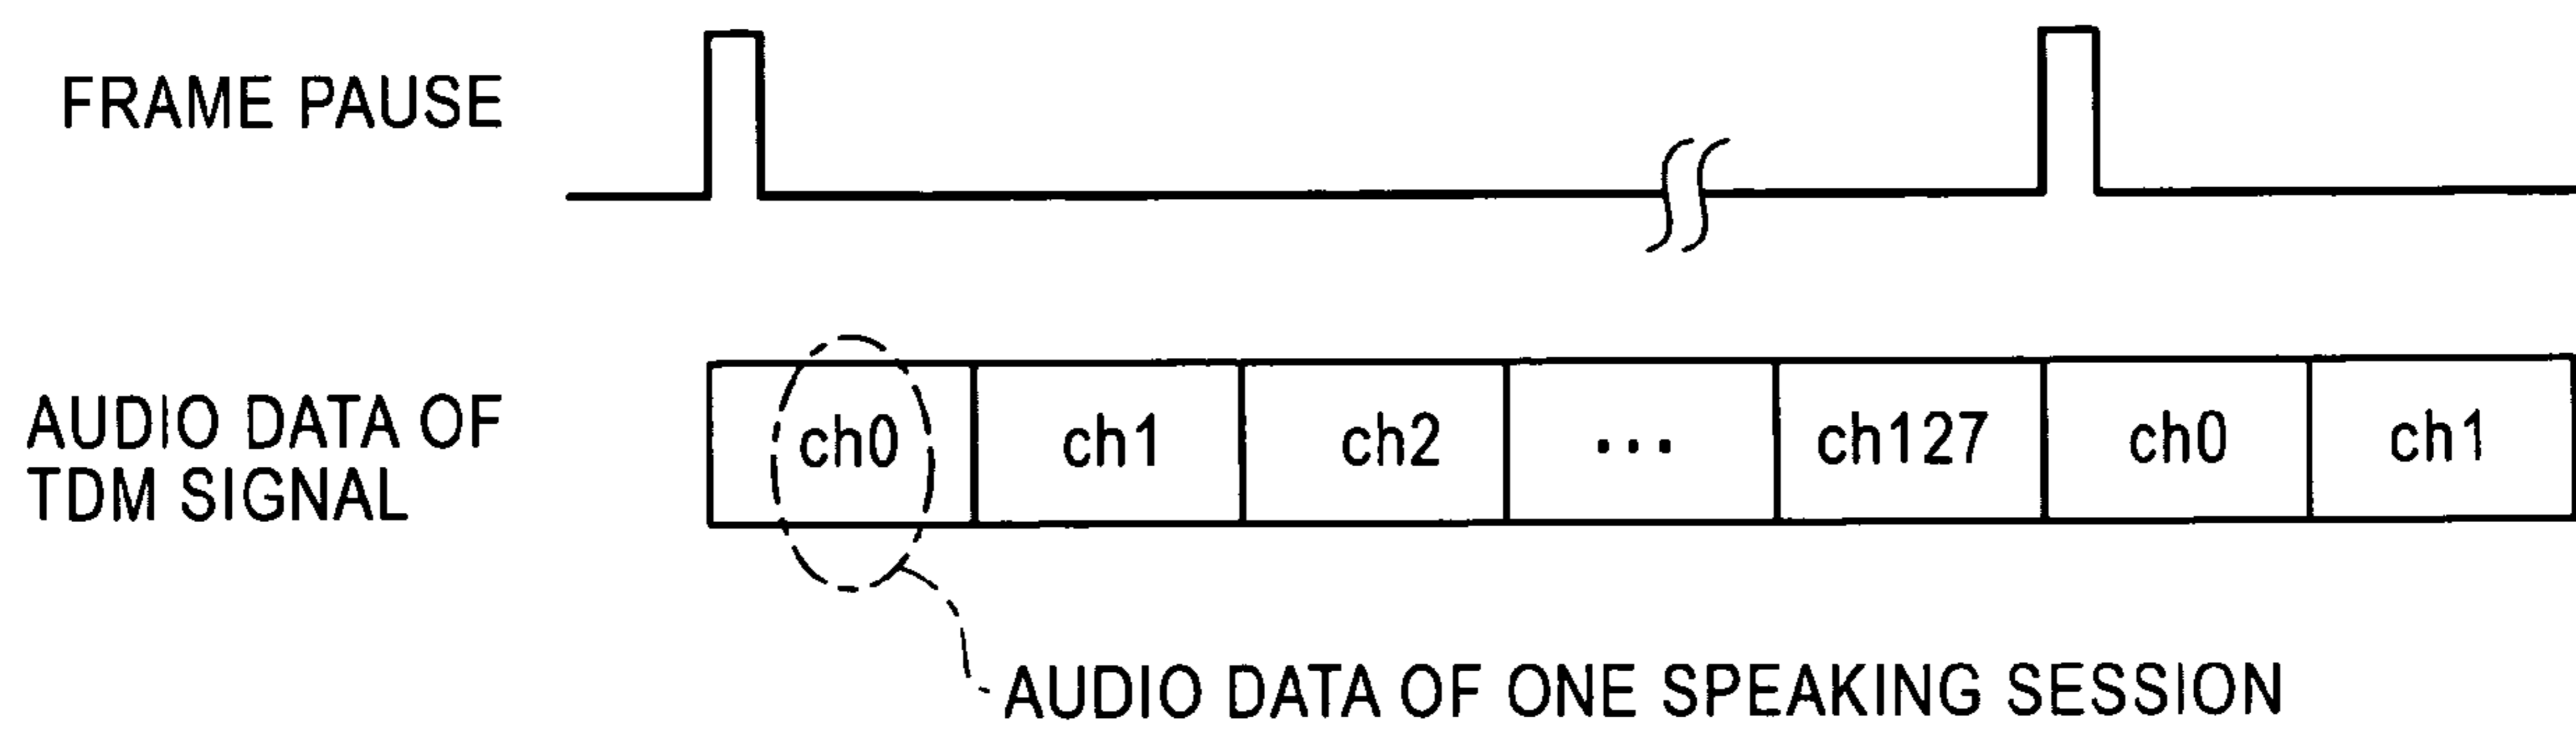 FRAME PAUSE
AUDIO DATA OF
TDM SIGNAL
ch0 ch1 ch2 ... ch127 ch0 ch1
AUDIO DATA OF ONE SPEAKING SESSION